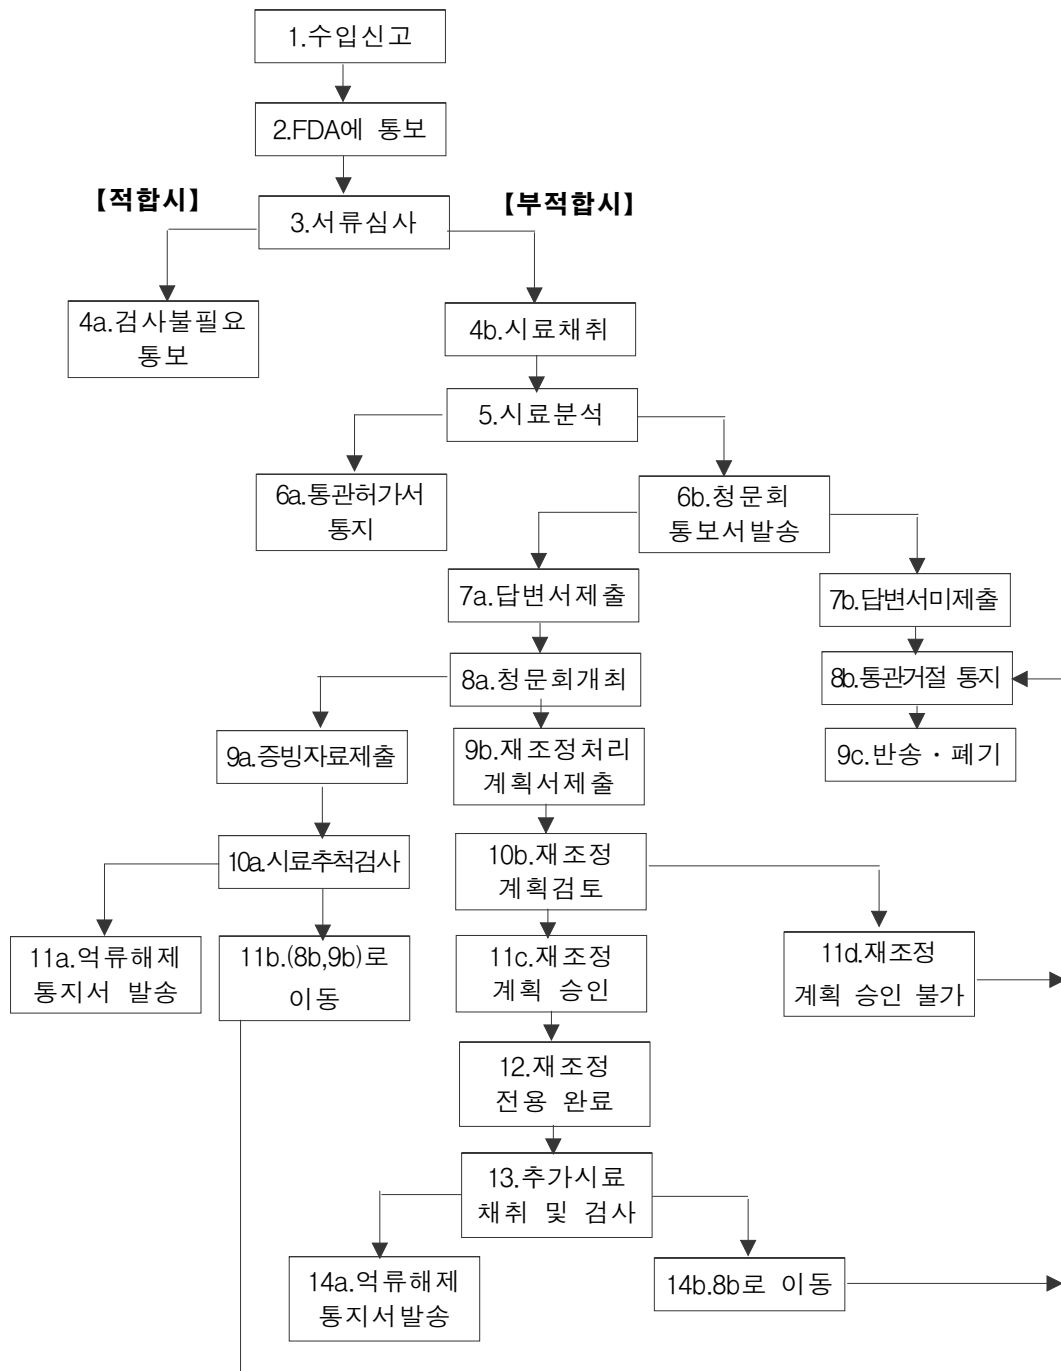 1.수입신고
2.FDA에 통보
【적합시】
【부적합시】
3.서류심사
4a.검사불필요
통보
4b.시료채취
5.시료분석
6a.통관허가서
통지
6b.청문회
통보서발송
7a.답변서제출
7b.답변서미제출
8a.청문회개최
8b.통관거절 통지
9a.증빙자료제출
9b.재조정처리
계획서제출
9c.반송·폐기
10a.시료추척검사
10b.재조정
계획검토
11a.억류해제
통지서 발송
11b.(8b,9b)로
이동
11c.재조정
계획 승인
11d.재조정
계획 승인 불가
12.재조정
전용 완료
13.추가시료
채취 및 검사
14a.억류해제
통지서발송
14b.8b로 이동